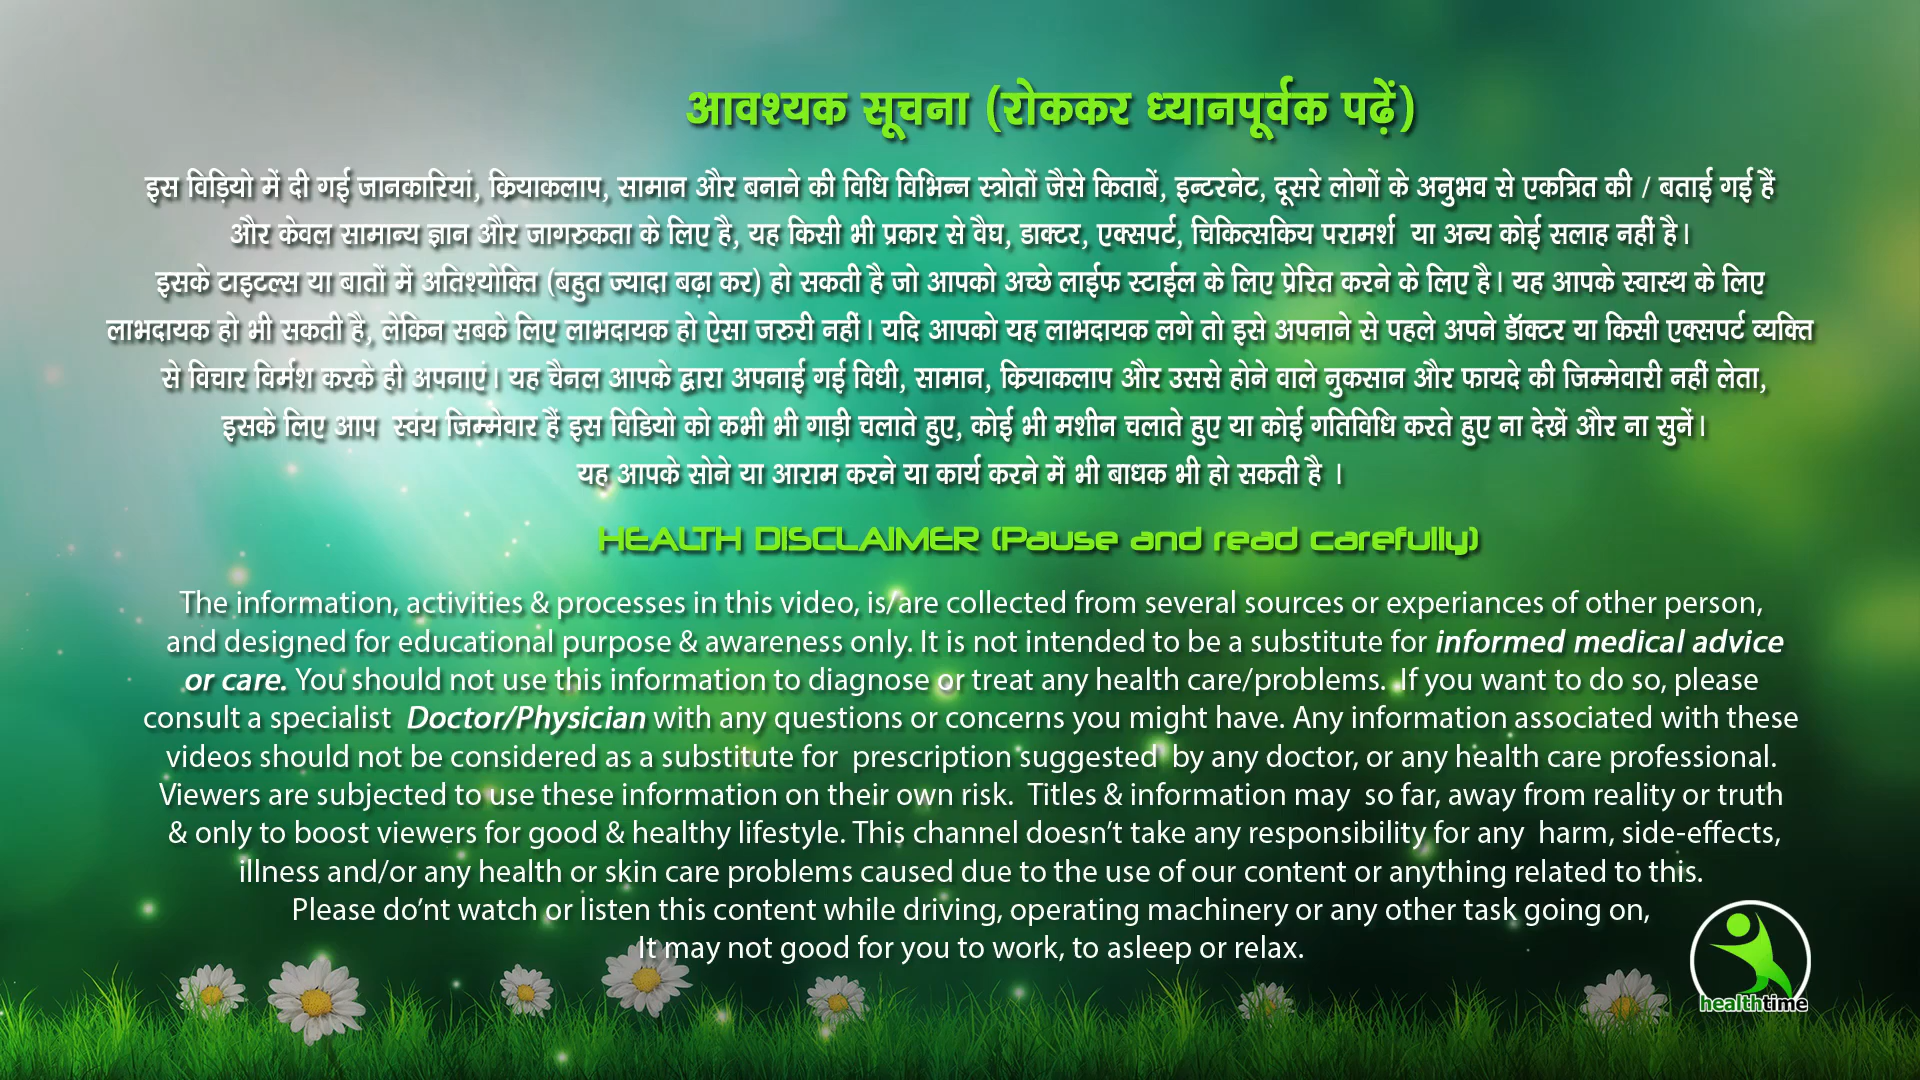 आवश्यक सूचना (रोककर ध्यानपूर्वक पढ़ें)
इस विड़ियो में दी गई जानकारियां, क्रियाकलाप, सामान और बनाने की विधि विभिन्न स्त्रोतों जैसे किताबें, इन्टरनेट, दूसरे लोगों के अनुभव से एकत्रित की / बताई गई हैं
और केवल सामान्य ज्ञान और जागरुकता के लिए है, यह किसी भी प्रकार से वैघ, डाक्टर, एक्सपर्ट, चिकित्सकिय परामर्श या अन्य कोई सलाह नहीं है।
इसके टाइटल्स या बातों में अतिश्योक्ति (बहुत ज्यादा बढ़ा कर) हो सकती है जो आपको अच्छे लाईफ स्टाईल के लिए प्रेरित करने के लिए है। यह आपके स्वास्थ के लिए
लाभदायक हो भी सकती है, लेकिन सबके लिए लाभदायक हो ऐसा जरुरी नहीं। यदि आपको यह लाभदायक लगे तो इसे अपनाने से पहले अपने डॅाक्टर या किसी एक्सपर्ट व्यक्ति
से विचार विर्मश करके ही अपनाएं। यह चैनल आपके द्वारा अपनाई गई विधी, सामान, क्रियाकलाप और उससे होने वाले नुकसान और फायदे की जिम्मेवारी नहीं लेता,
इसके लिए आप स्वंय जिम्मेवार हैं इस विडियो को कभी भी गाड़ी चलाते हुए, कोई भी मशीन चलाते हुए या कोई गतिविधि करते हुए ना देखें और ना सुनें।
यह आपके सोने या आराम करने या कार्य करने में भी बाधक भी हो सकती है ।
HEALTH DISCLAIMER (Pause and read carefully)
The information, activities & processes in this video, is/are collected from several sources or experiances of other person,
and designed for educational purpose & awareness only. It is not intended to be a substitute for informed medical advice
or care. You should not use this information to diagnose or treat any health care/problems. If you want to do so, please
consult a specialist Doctor/Physician with any questions or concerns you might have. Any information associated with these
videos should not be considered as a substitute for prescription suggested by any doctor, or any health care professional.
Viewers are subjected to use these information on their own risk. Titles & information may so far, away from reality or truth
& only to boost viewers for good & healthy lifestyle. This channel doesn't take any responsibility for any harm, side-effects,
illness and/or any health or skin care problems caused due to the use of our content or anything related to this.
Please do'nt watch or listen this content while driving, operating machinery or any other task going on,
It may not good for you to work, to asleep or relax.
healthtime